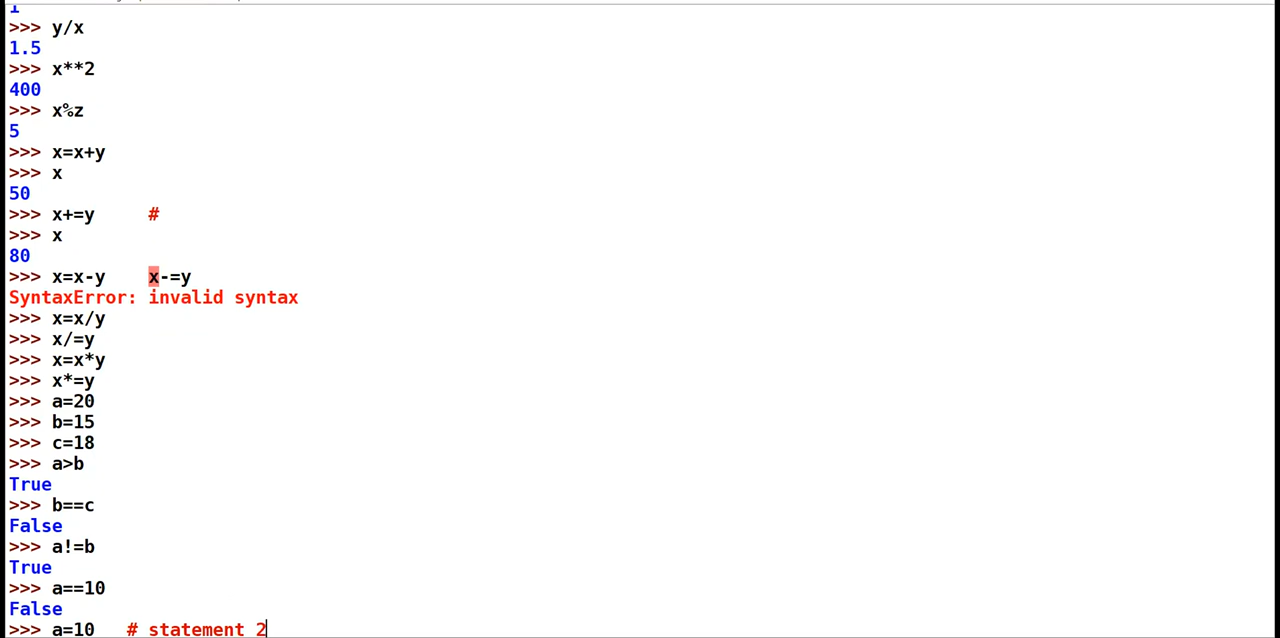 1
>>> y/x
1.5
>>> x**2
400
>>> x%z
5
>>> x=x+y
>>> x
50
>>> x+=y     #
>>> x
80
>>> x=x-y    x-=y
SyntaxError: invalid syntax
>>> x=x/y
>>> x/=y
>>> x=x*y
>>> x*=y
>>> a=20
>>> b=15
>>> c=18
>>> a>b
True
>>> b==c
False
>>> a!=b
True
>>> a==10
False
>>> a=10   # statement 2